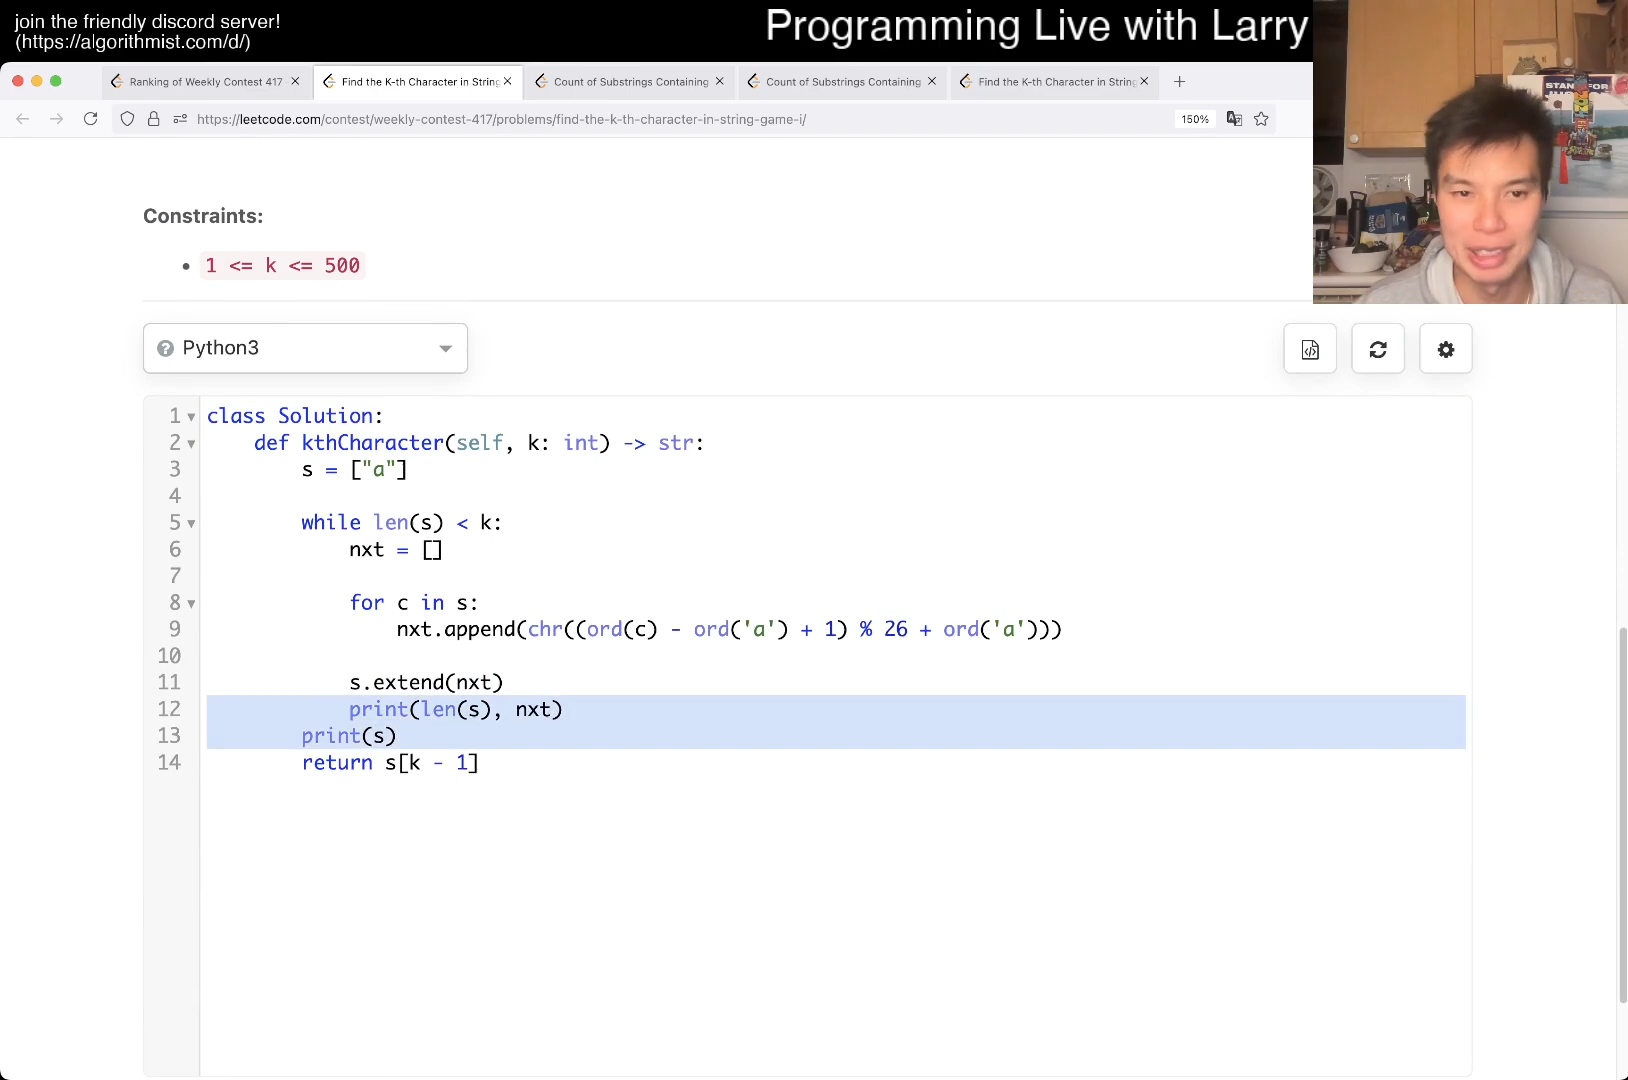 join the friendly discord server!
(https://algorithmist.com/d/)
Programming Live with Larry
Ranking of Weekly Contest 417
Find the K-th Character in String
Count of Substrings Containing
Count of Substrings Containing
Find the K-th Character in String
https://leetcode.com/contest/weekly-contest-417/problems/find-the-k-th-character-in-string-game-i/
150%
Constraints:
1 <= k <= 500
Python3
1 class Solution:
2 def kthCharacter(self, k: int) -> str:
3 s = ["a"]
4
5 while len(s) < k:
6 nxt = []
7
8 for c in s:
9 nxt.append(chr((ord(c) - ord('a') + 1) % 26 + ord('a')))
10
11 s.extend(nxt)
12 print(len(s), nxt)
13 print(s)
14 return s[k - 1]